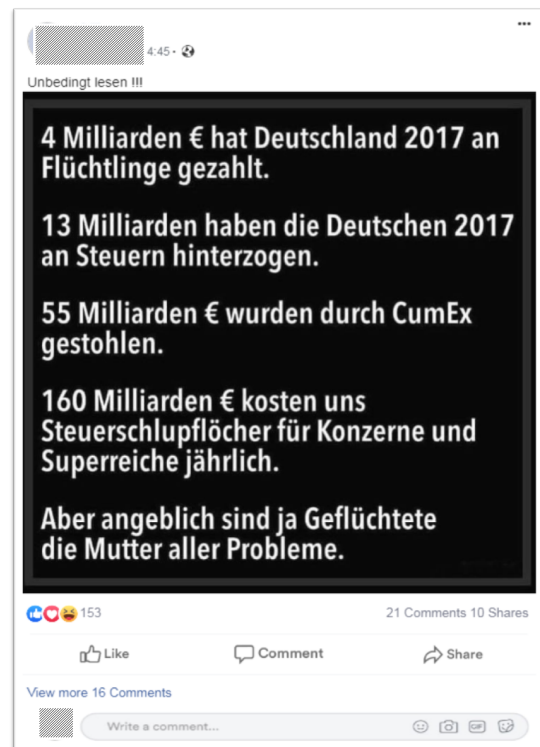 4:45 ·
Unbedingt lesen !!!
4 Milliarden € hat Deutschland 2017 an
Flüchtlinge gezahlt.
13 Milliarden haben die Deutschen 2017
an Steuern hinterzogen.
55 Milliarden € wurden durch CumEx
gestohlen.
160 Milliarden € kosten uns
Steuerschlupflöcher für Konzerne und
Superreiche jährlich.
Aber angeblich sind ja Geflüchtete
die Mutter aller Probleme.
153
21 Comments 10 Shares
Like
Comment
Share
View more 16 Comments
Write a comment...
GIF